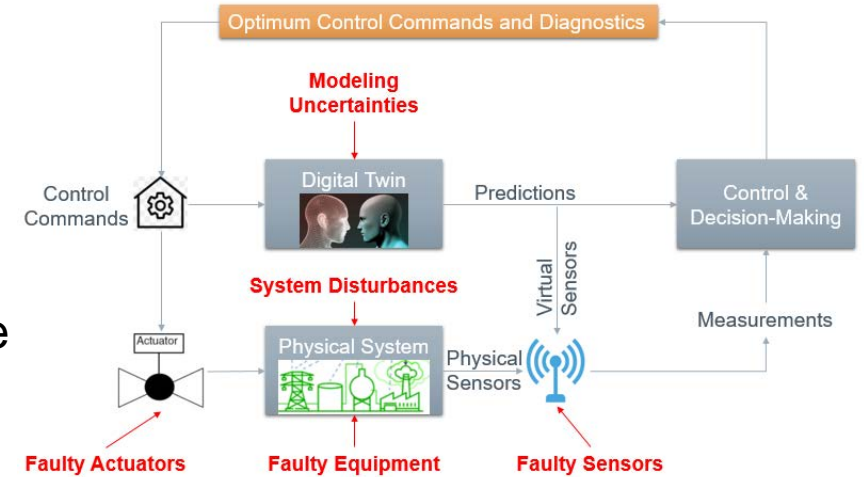 Optimum Control Commands and Diagnostics
Modeling
Uncertainties
Digital Twin
Control
Commands
Predictions
Control &
Decision-Making
Virtual
Sensors
System Disturbances
Measurements
e
Actuator
Physical System
Physical
Sensors
Faulty Actuators
Faulty Equipment
Faulty Sensors